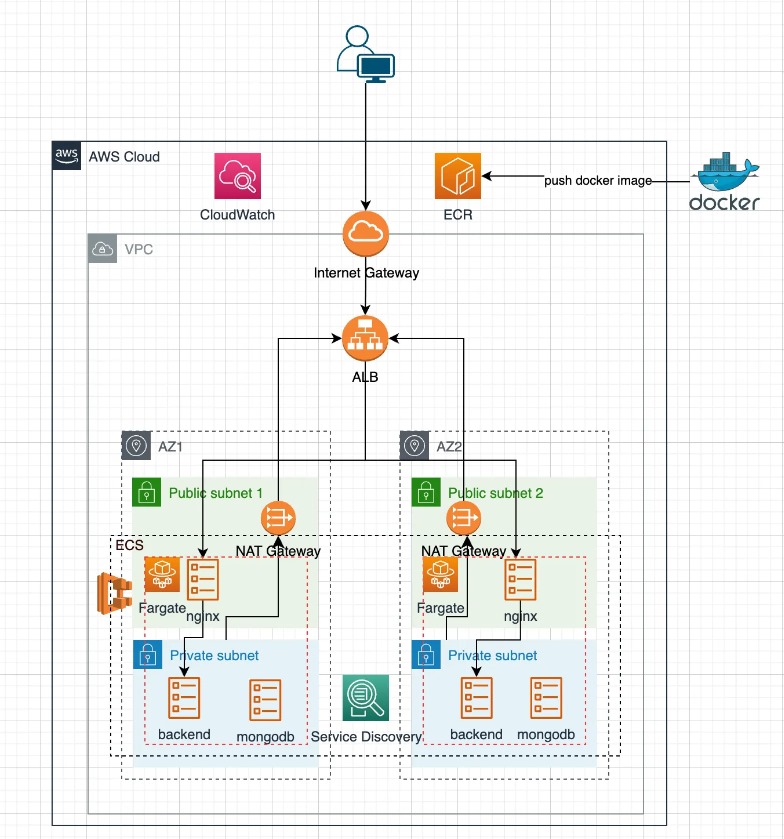 aws
AWS Cloud
CloudWatch
ECR
push docker image
docker
VPC
Internet Gateway
ALB
AZ1
AZ2
Public subnet 1
Public subnet 2
ECS
NAT Gateway
NAT Gateway
Fargate
nginx
Fargate
nginx
Private subnet
Private subnet
backend
mongodb
Service Discovery
backend
mongodb